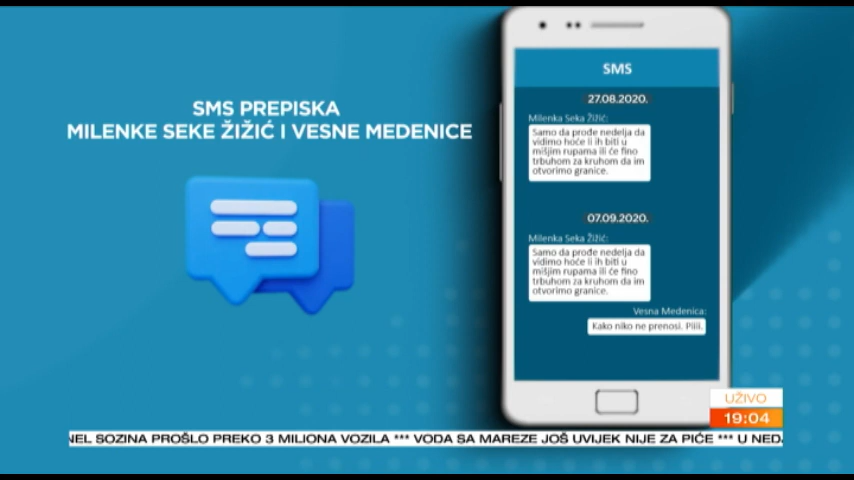 SMS PREPISKA
MILENKE SEKE ŽIŽIĆ I VESNE MEDENICE
SMS
27.08.2020.
Milenka Seka Žižić:
Samo da prođe nedelja da
vidimo hoće li ih biti u
mišjim rupama ili će fino
trbuhom za kruhom da im
otvorimo granice.
07.09.2020.
Milenka Seka Žižić:
Samo da prođe nedelja da
vidimo hoće li ih biti u
mišjim rupama ili će fino
trbuhom za kruhom da im
otvorimo granice.
Vesna Medenica:
Kako niko ne prenosi. Piiii.
UŽIVO
19:04
NEL SOZINA PROŠLO PREKO 3 MILIONA VOZILA *** VODA SA MAREZE JOŠ UVIJEK NIJE ZA PIĆE *** U NEDJ